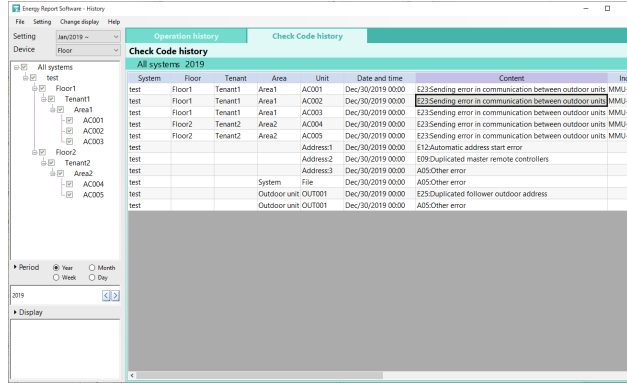 Energy Report Software - History
File Setting Change display Help
Setting Jan/2019 ~
Device Floor
All systems
test
Floor1
Tenant1
Area1
AC001
AC002
AC003
Floor2
Tenant2
Area2
AC004
AC005
Period Year Month
Week Day
2019
Display
Operation history Check Code history
Check Code history
All systems 2019
System Floor Tenant Area Unit Date and time Content
test Floor1 Tenant1 Area1 AC001 Dec/30/2019 00:00 E23:Sending error in communication between outdoor units MMU-
test Floor1 Tenant1 Area1 AC002 Dec/30/2019 00:00 E23:Sending error in communication between outdoor units MMU-
test Floor1 Tenant1 Area1 AC003 Dec/30/2019 00:00 E23:Sending error in communication between outdoor units MMU-
test Floor2 Tenant2 Area2 AC004 Dec/30/2019 00:00 E23:Sending error in communication between outdoor units MMU-
test Floor2 Tenant2 Area2 AC005 Dec/30/2019 00:00 E23:Sending error in communication between outdoor units MMU-
test Address:1 Dec/30/2019 00:00 E12:Automatic address start error
test Address:2 Dec/30/2019 00:00 E09:Duplicated master remote controllers
test Address:3 Dec/30/2019 00:00 A05:Other error
test System File Dec/30/2019 00:00 A05:Other error
test Outdoor unit OUT001 Dec/30/2019 00:00 E25:Duplicated follower outdoor address
test Outdoor unit OUT001 Dec/30/2019 00:00 A05:Other error